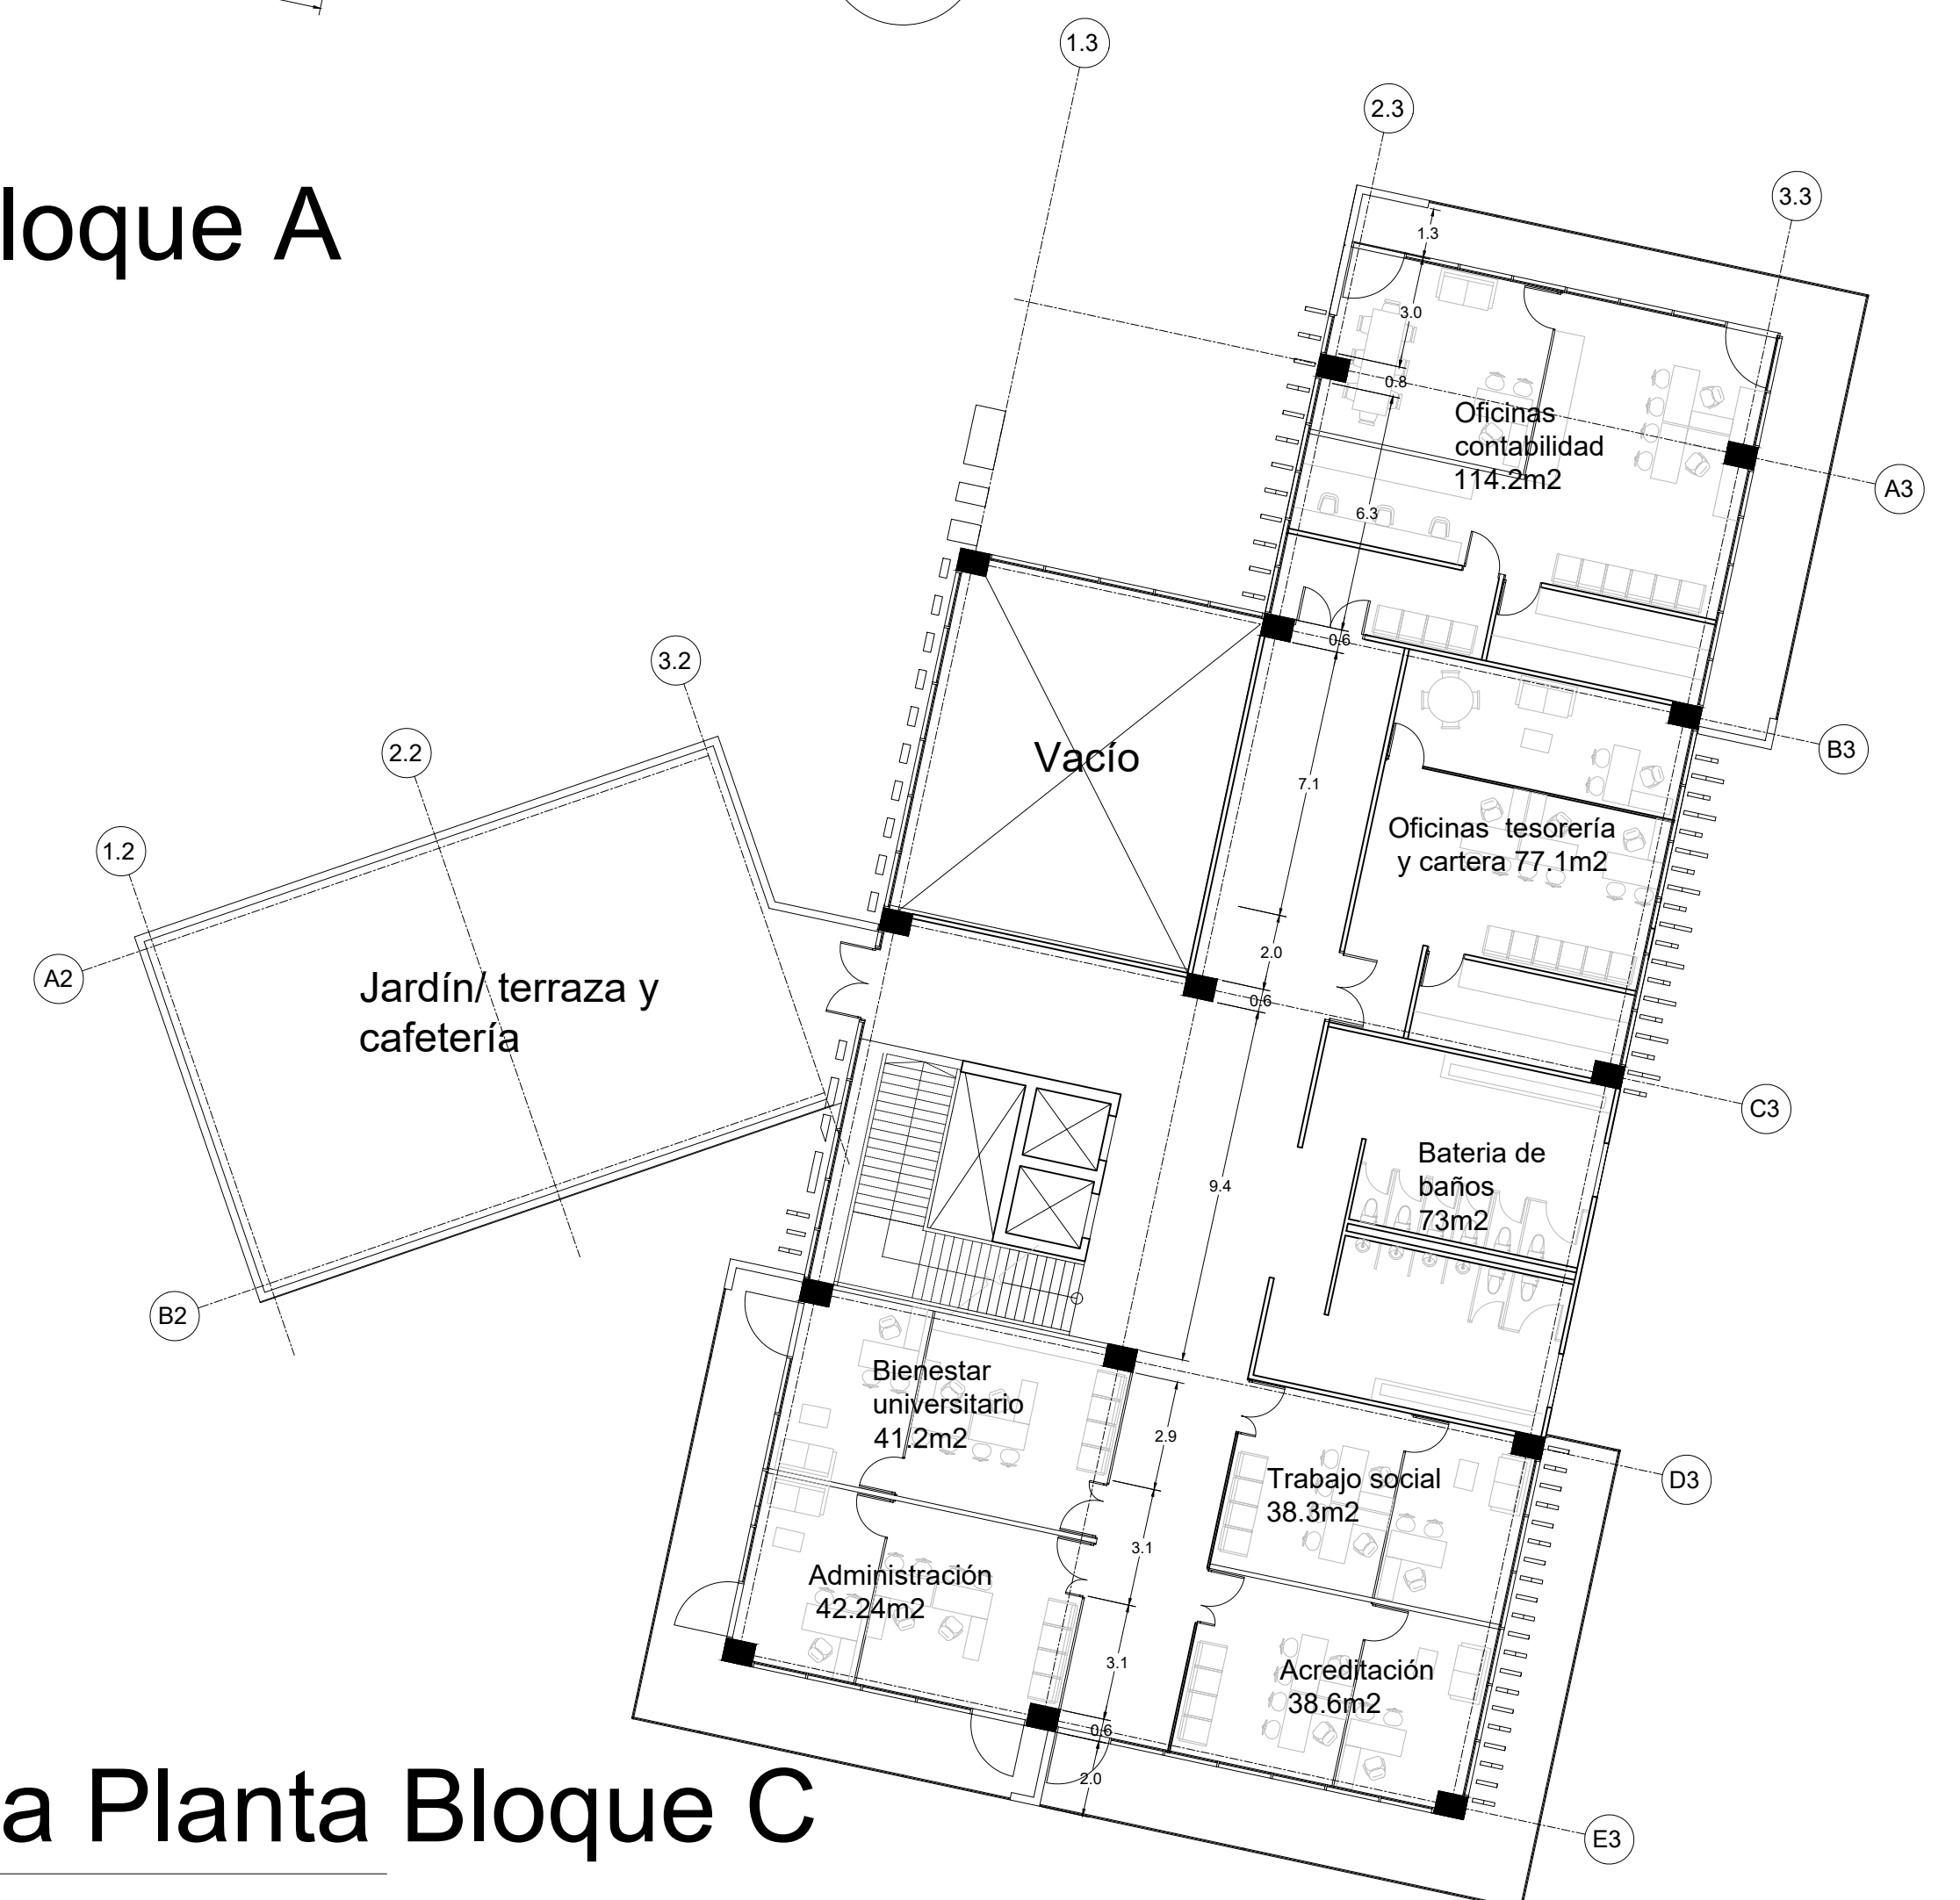 1.3
2.3
loque A
3.3
1.3
3.0
0.8
Oficinas
contabilidad
114.2m2
A3
6.3
0.6
3.2
2.2
B3
Vacío
7.1
Oficinas tesorería
y cartera 77.1m2
1.2
2.0
A2
Jardín/ terraza y
cafetería
0.6
C3
Bateria de
baños
73m2
9.4
B2
Bienestar
universitario
41.2m2
2.9
Trabajo social
38.3m2
D3
3.1
Administración
42.24m2
3.1
Acreditación
38.6m2
0.6
2.0
a Planta Bloque C
E3